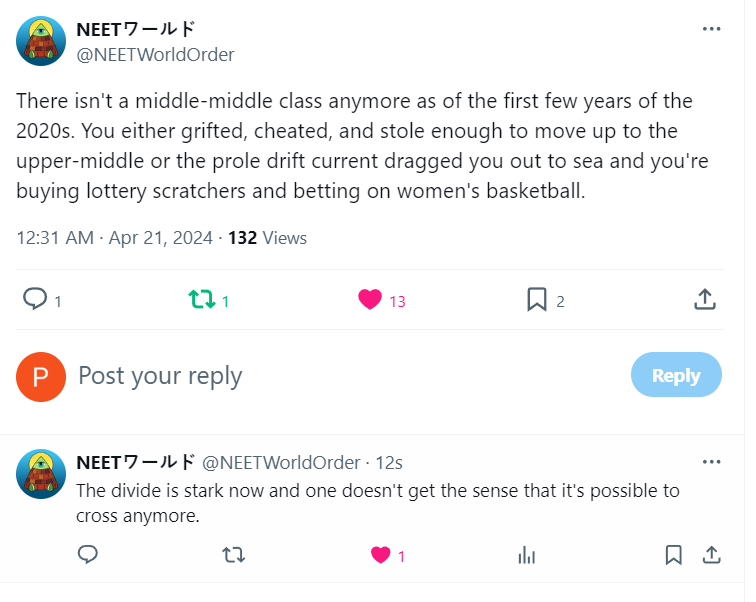 NEETワールド
@NEETWorldOrder
There isn't a middle-middle class anymore as of the first few years of the
2020s. You either grifted, cheated, and stole enough to move up to the
upper-middle or the prole drift current dragged you out to sea and you're
buying lottery scratchers and betting on women's basketball.
12:31 AM · Apr 21, 2024 · 132 Views
1 1 13 2
P Post your reply Reply
NEETワールド @NEETWorldOrder · 12s
The divide is stark now and one doesn't get the sense that it's possible to
cross anymore.
1